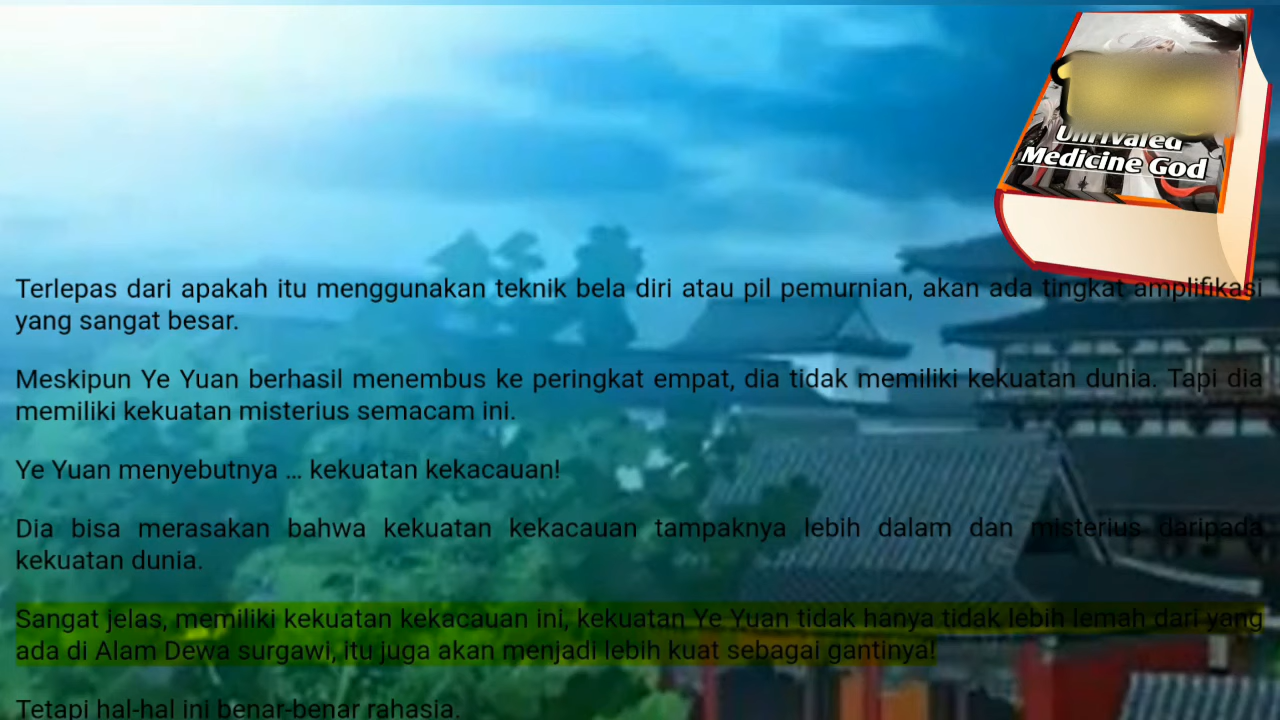 Unrivaled
Medicine God
Terlepas dari apakah itu menggunakan teknik bela diri atau pil pemurnian, akan ada tingkat amplifikasi
yang sangat besar.
Meskipun Ye Yuan berhasil menembus ke peringkat empat, dia tidak memiliki kekuatan dunia. Tapi dia
memiliki kekuatan misterius semacam ini.
Ye Yuan menyebutnya … kekuatan kekacauan!
Dia bisa merasakan bahwa kekuatan kekacauan tampaknya lebih dalam dan misterius daripada
kekuatan dunia.
Sangat jelas, memiliki kekuatan kekacauan ini, kekuatan Ye Yuan tidak hanya tidak lebih lemah dari yang
ada di Alam Dewa surgawi, itu juga akan menjadi lebih kuat sebagai gantinya!
Tetapi hal-hal ini benar-benar rahasia.